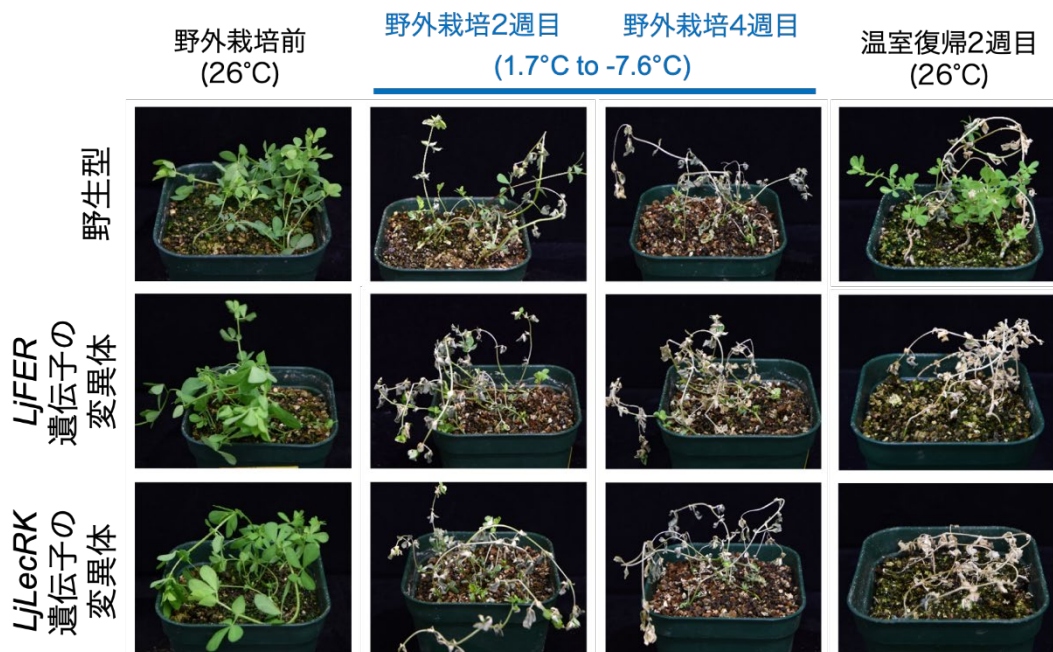 野外栽培前
(26°C)
野外栽培2週目
野外栽培4週目
(1.7°C to -7.6°C)
温室復帰2週目
(26°C)
野生型
LjFER
遺伝子の
変異体
LjLecRK
遺伝子の
変異体